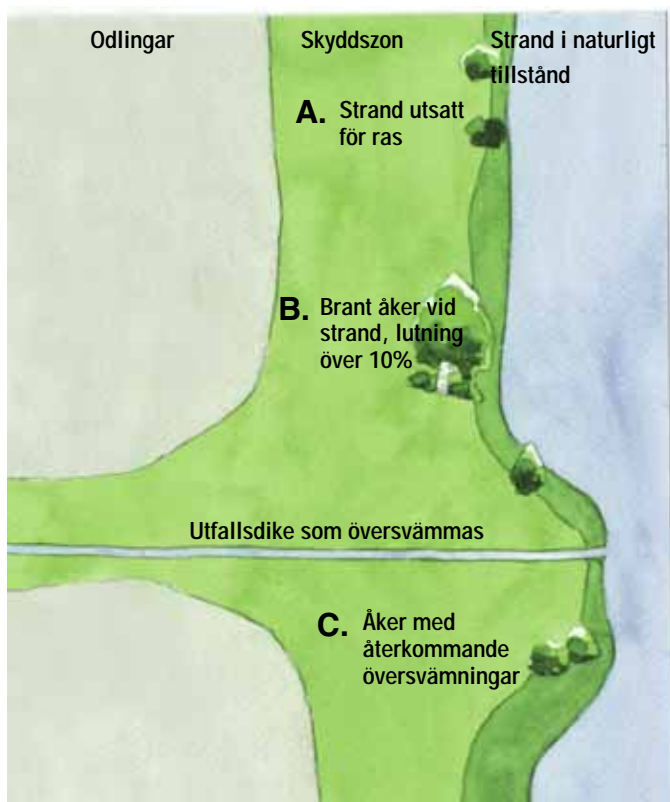 Odlingar
Skyddszon
Strand i naturligt
tillstånd
A. Strand utsatt
för ras
B. Brant åker vid
strand, lutning
över 10%
Utfallsdike som översvämmas
C. Åker med
återkommande
översvämningar